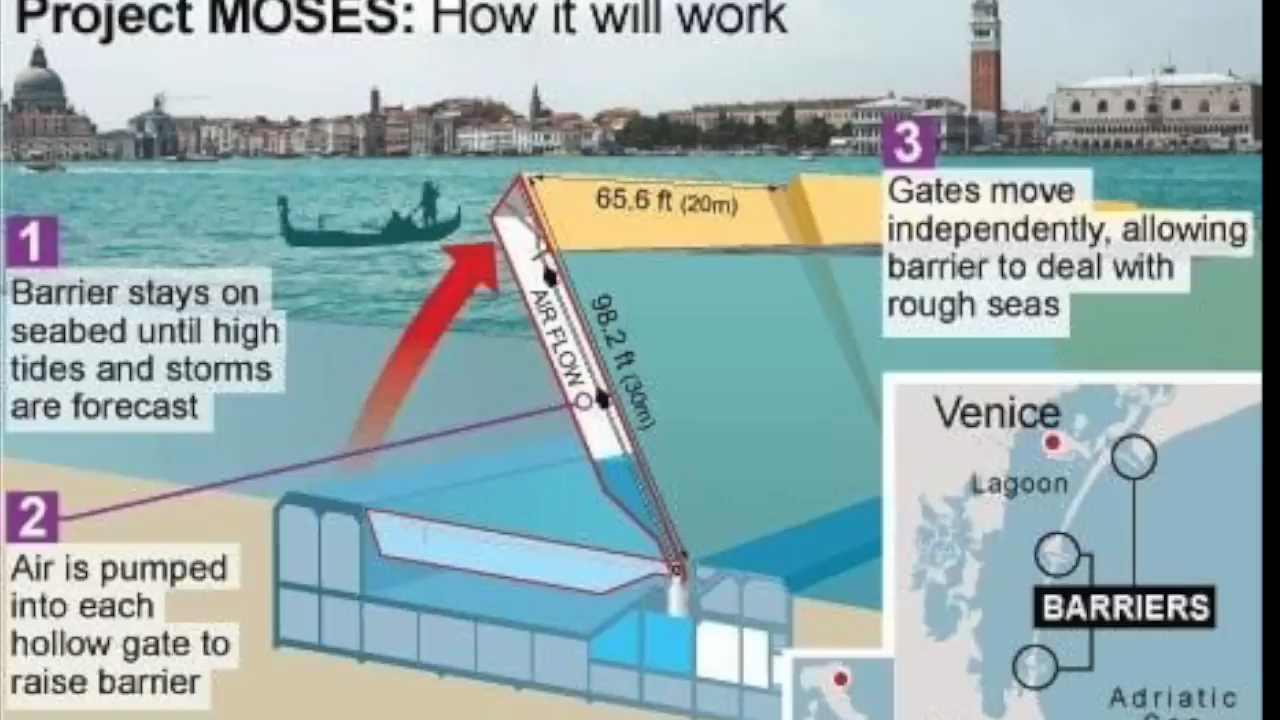 Project MOSES: How it will work
1
Barrier stays on
seabed until high
tides and storms
are forecast
2
Air is pumped
into each
hollow gate to
raise barrier
65.6 ft (20m)
AIR FLOW
98.2 ft (30m)
3
Gates move
independently, allowing
barrier to deal with
rough seas
Venice
Lagoon
BARRIERS
Adriatic